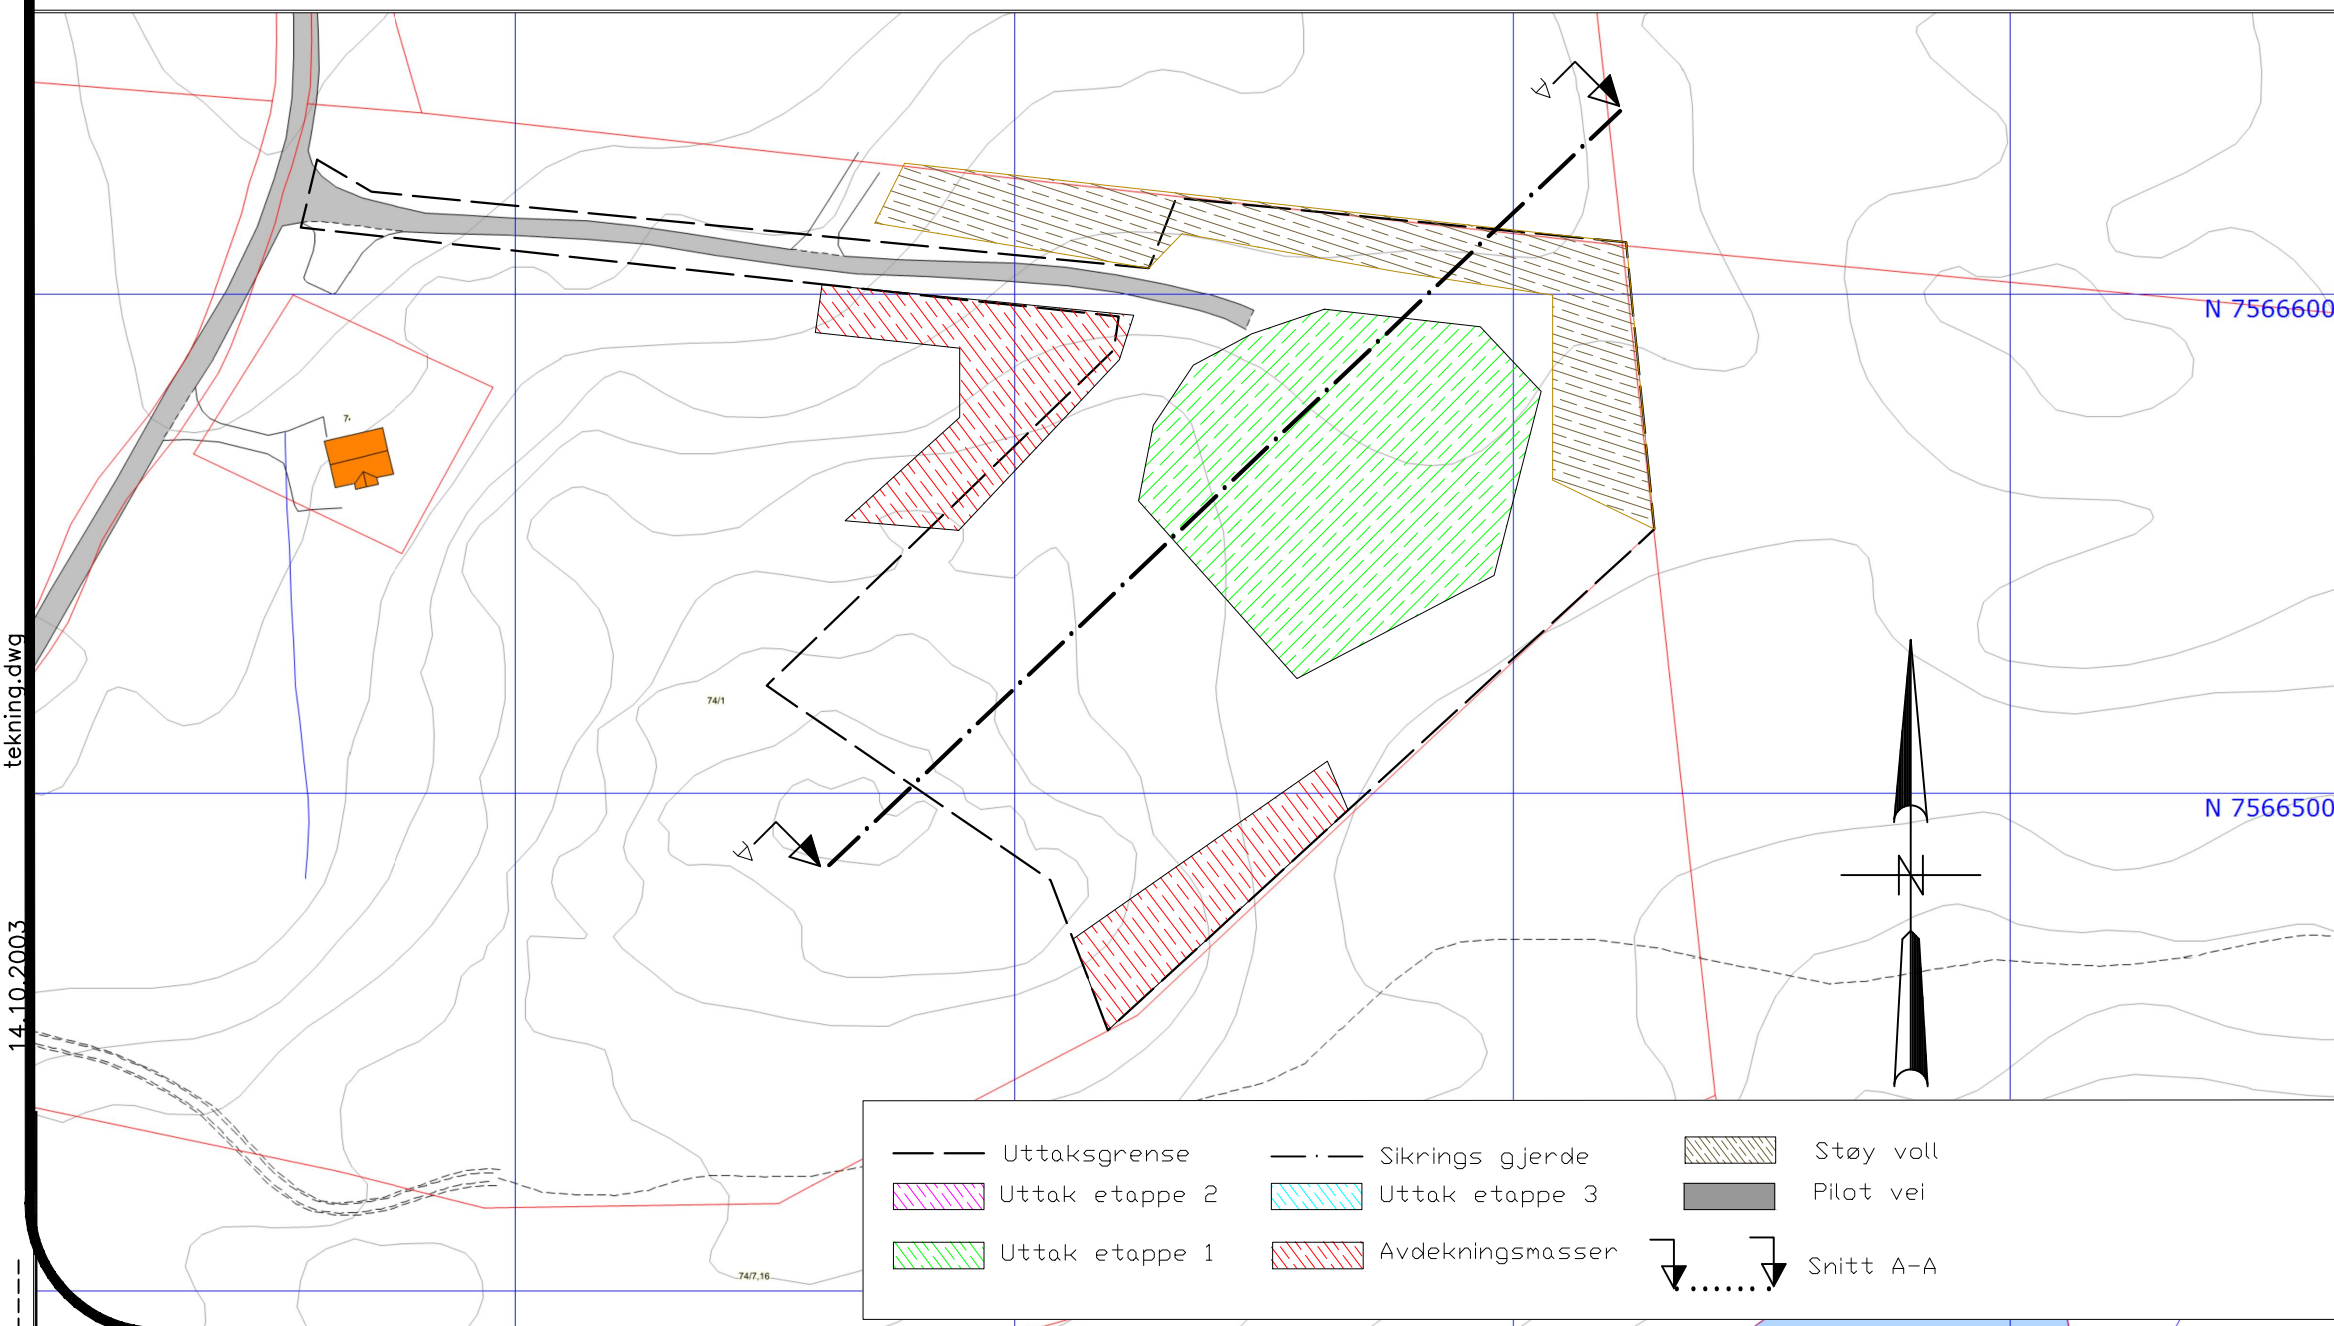 A
N 7566600
7.
tekning.dwg
74/1
N 7566500
A
N
14.10.2003
Uttaksgrense
Sikrings gjerde
Støy voll
Uttak etappe 2
Uttak etappe 3
Pilot vei
Uttak etappe 1
Avdekningsmasser
Snitt A-A
74/7,16